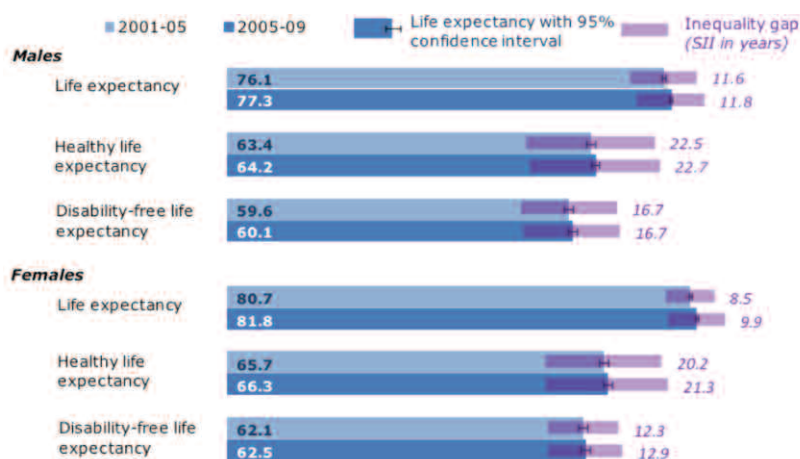 2001-05 2005-09 Life expectancy with 95% confidence interval Inequality gap (SII in years)
Males
Life expectancy
76.1 11.6
77.3 11.8
Healthy life expectancy
63.4 22.5
64.2 22.7
Disability-free life expectancy
59.6 16.7
60.1 16.7
Females
Life expectancy
80.7 8.5
81.8 9.9
Healthy life expectancy
65.7 20.2
66.3 21.3
Disability-free life expectancy
62.1 12.3
62.5 12.9